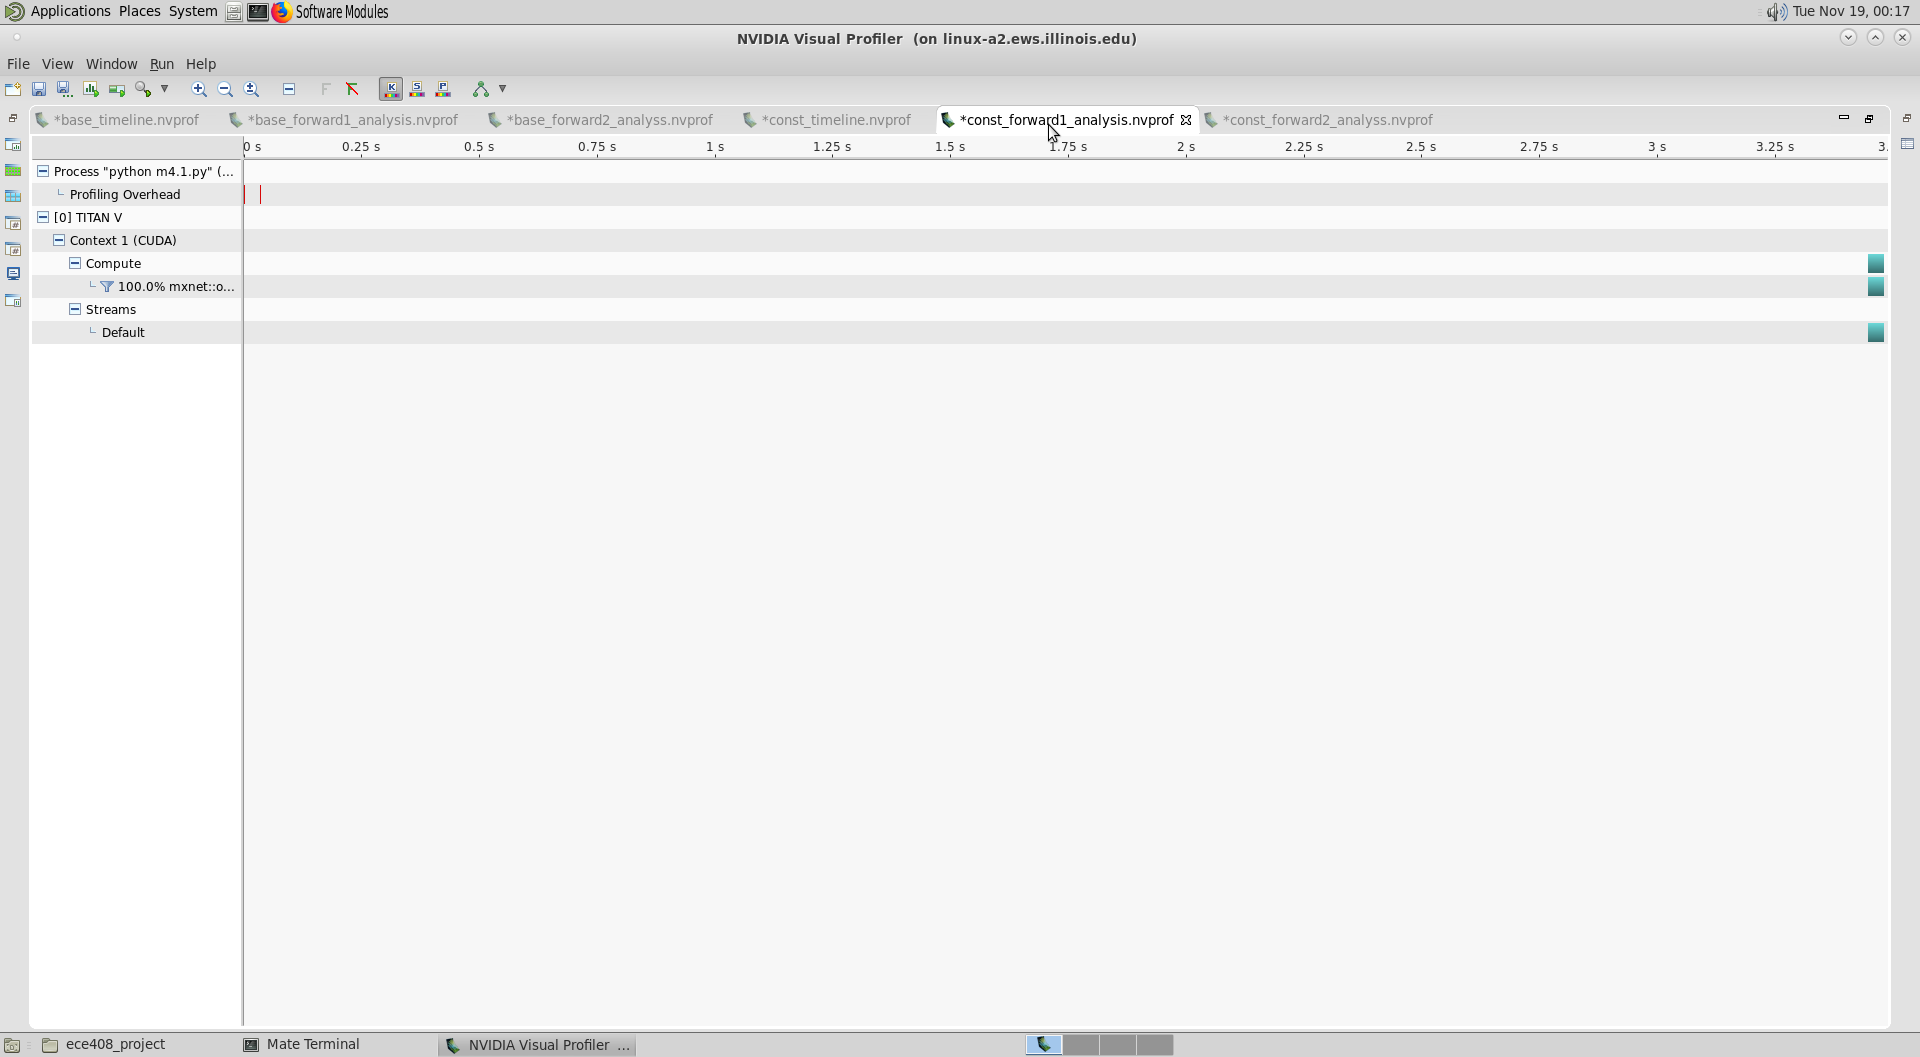 Applications Places System Software Modules Tue Nov 19, 00:17
NVIDIA Visual Profiler (on linux-a2.ews.illinois.edu)
File View Window Run Help
*base_timeline.nvprof *base_forward1_analysis.nvprof *base_forward2_analyss.nvprof *const_timeline.nvprof *const_forward1_analysis.nvprof *const_forward2_analyss.nvprof
0 s 0.25 s 0.5 s 0.75 s 1 s 1.25 s 1.5 s 1.75 s 2 s 2.25 s 2.5 s 2.75 s 3 s 3.25 s 3.
Process "python m4.1.py" (...
Profiling Overhead
[0] TITAN V
Context 1 (CUDA)
Compute
100.0% mxnet::o...
Streams
Default
ece408_project Mate Terminal NVIDIA Visual Profiler ...